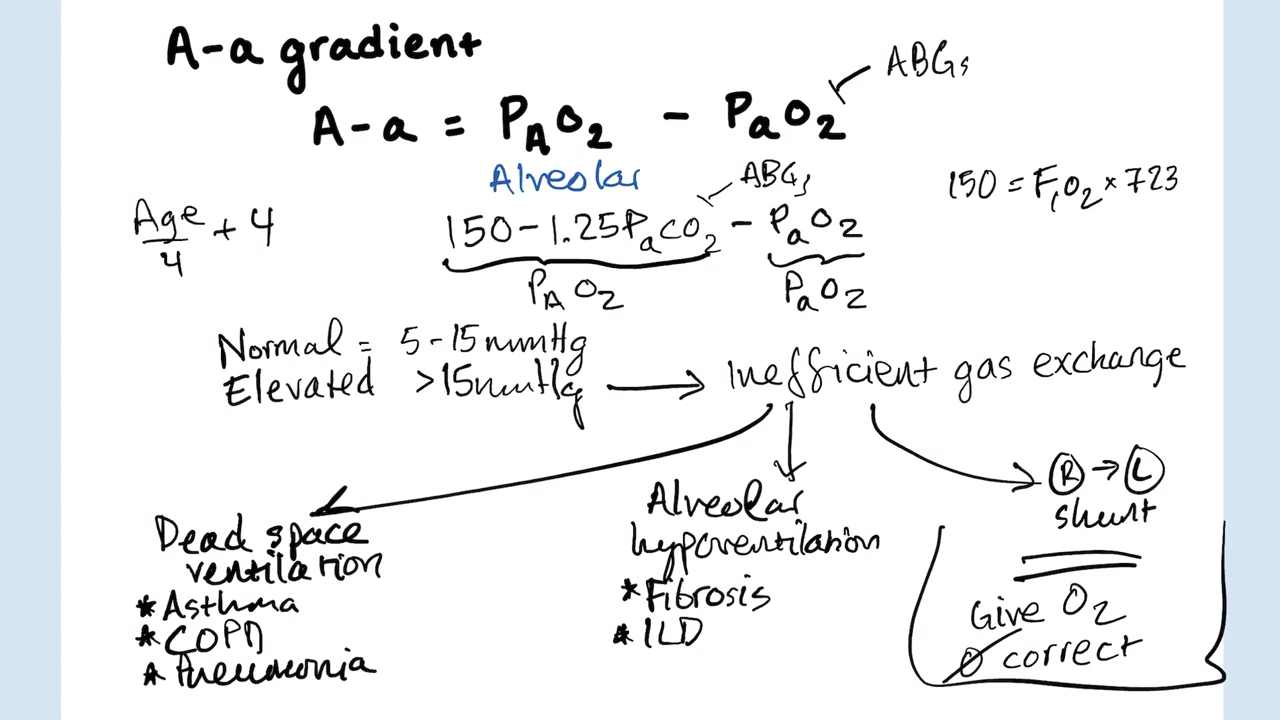 A-a gradient
ABGs
A-a = PAO2 - PaO2
Alveolar
ABGs
150 = FIO2 × 723
Age/4 + 4
150 - 1.25PaCO2 - PaO2
PAO2
PaO2
Normal = 5-15mmHg
Elevated >15mmHg → Inefficient gas exchange
R → L
shunt
Dead space
ventilation
* Asthma
* COPD
* Pneumonia
Alveolar
hypoventilation
* Fibrosis
* ILD
Give O2
Ø correct